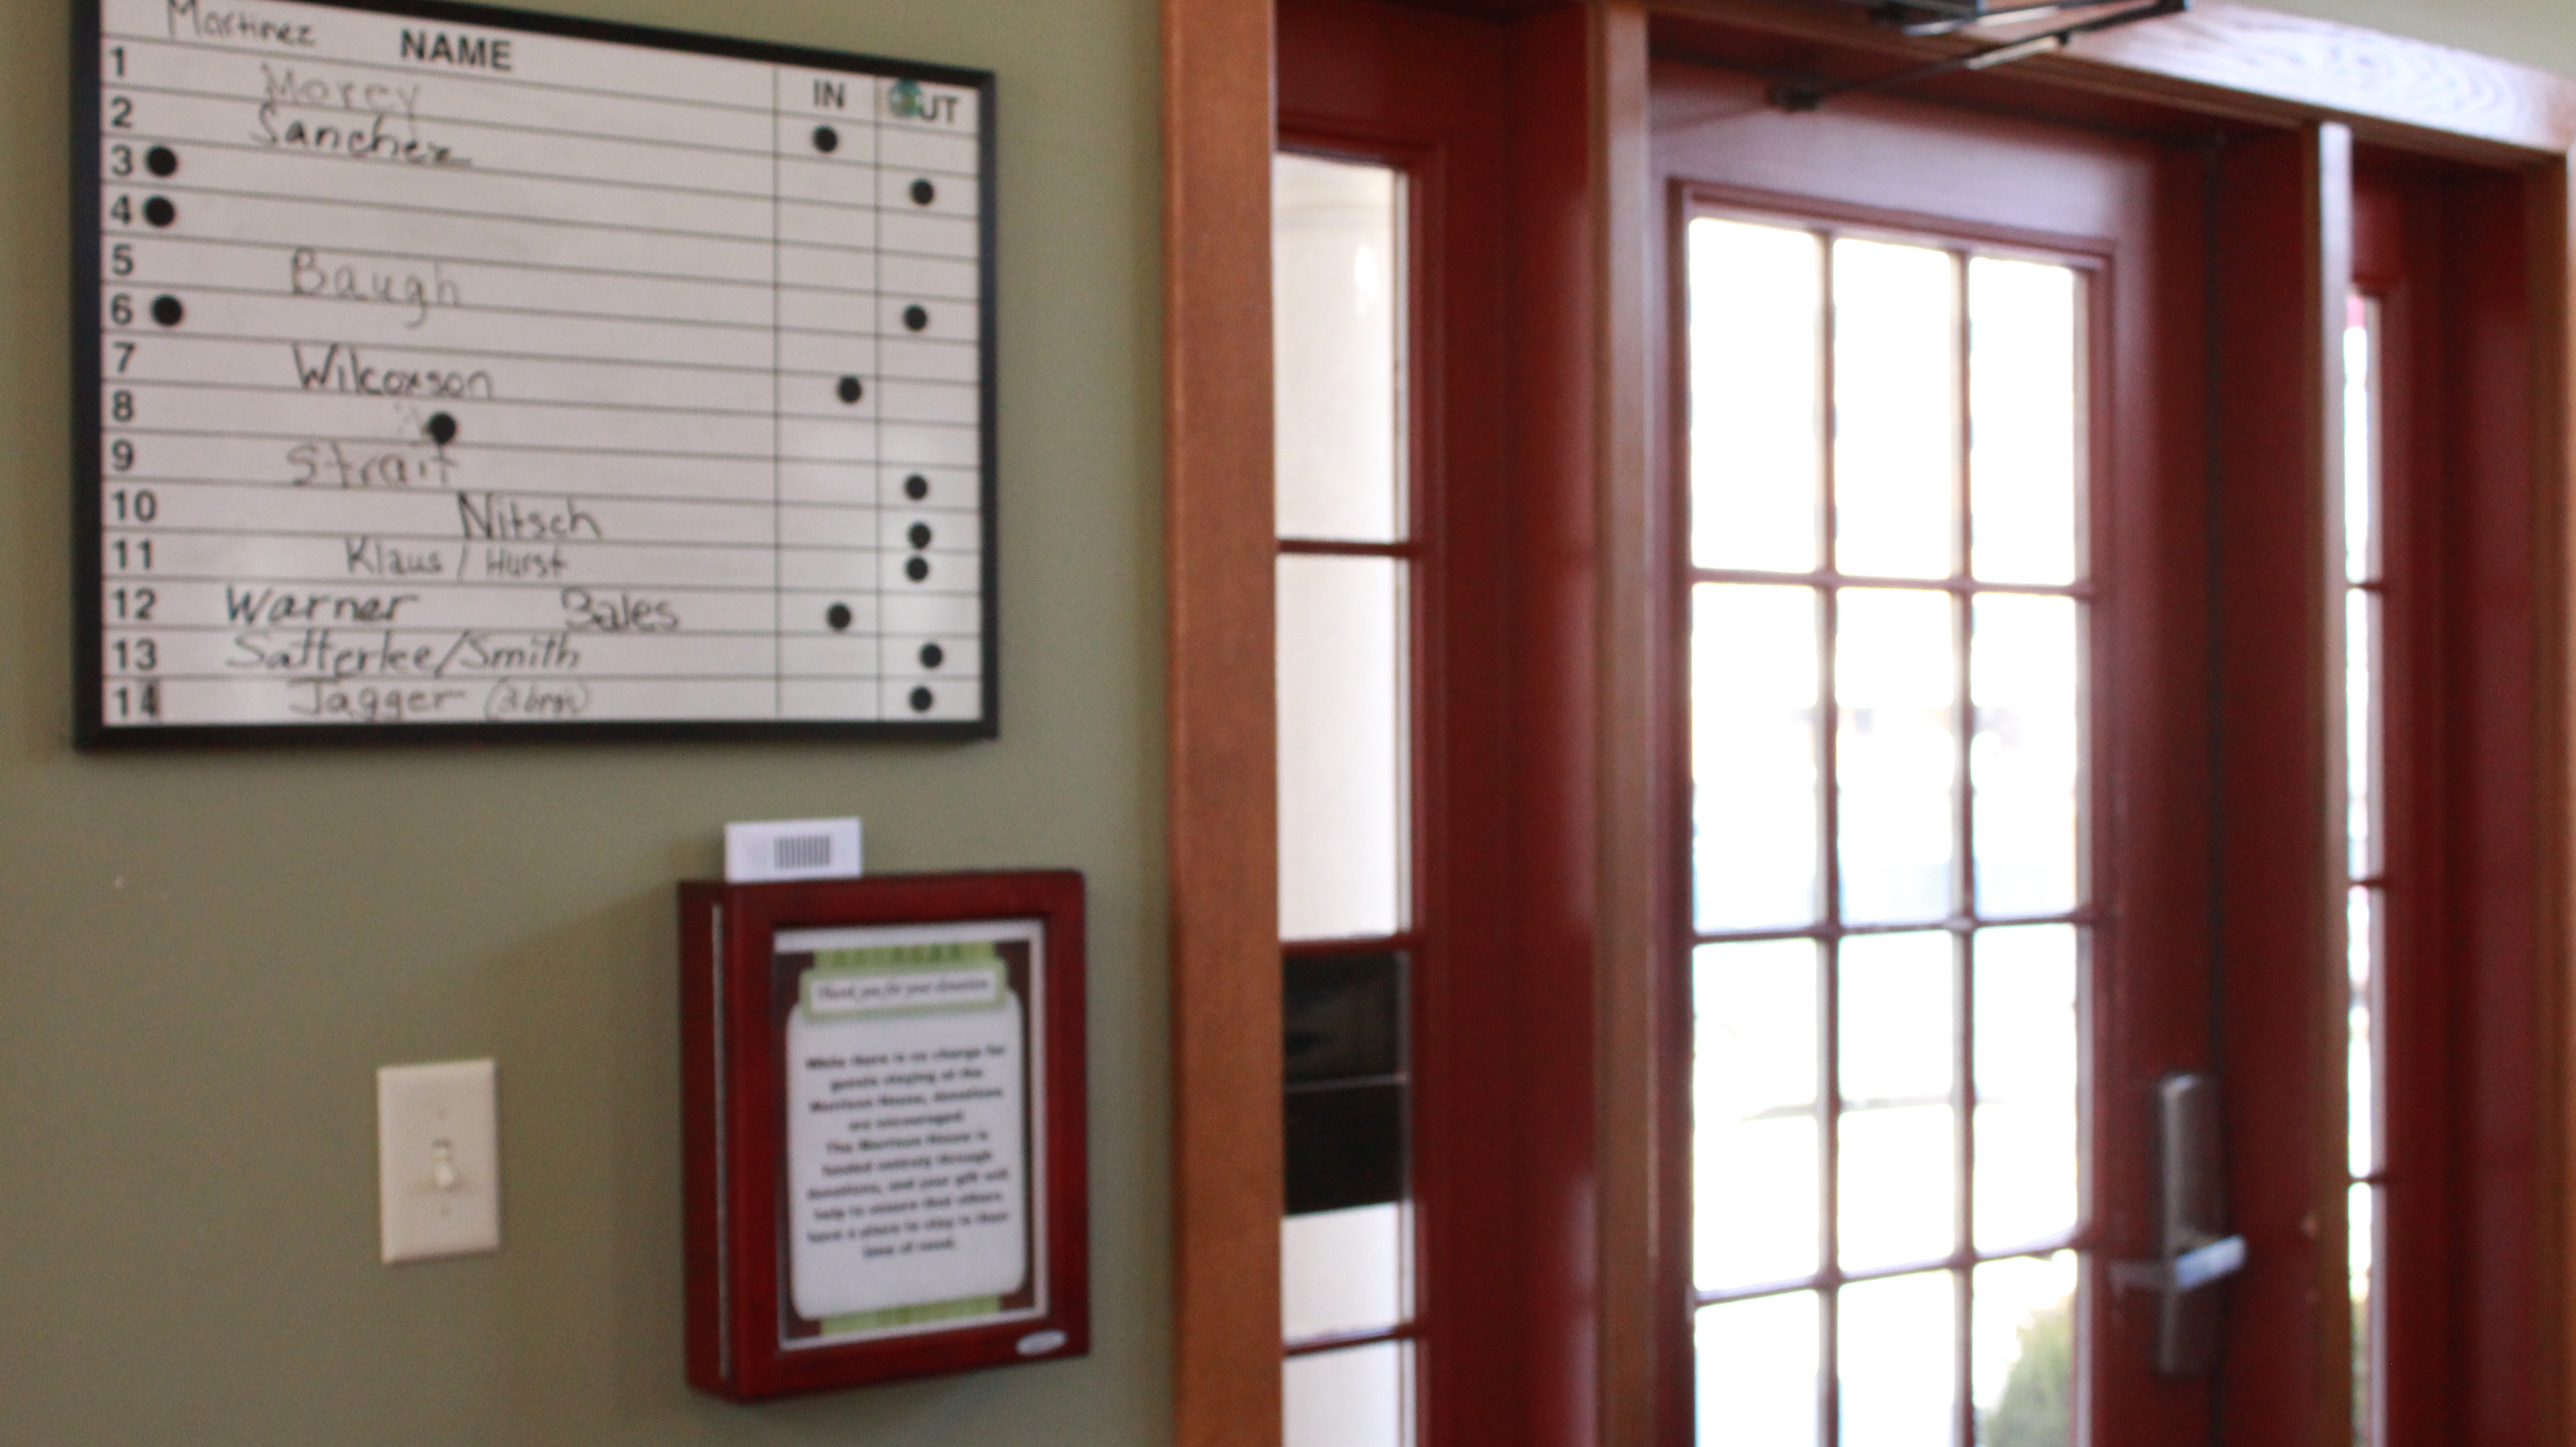 Martinez NAME
IN OUT
1 Morey
2 Sanchez
3
4
5 Baugh
6
7 Wilcoxson
8
9 Strait
10 Nitsch
11 Klaus / Hurst
12 Warner Bales
13 Satterlee/Smith
14 Jagger
Thank you for your donation
While there is no charge for
guests staying at the
Morrison House, donations
are encouraged.
The Morrison House is
funded entirely through
donations, and your gift will
help to ensure that others
have a place to stay in their
time of need.